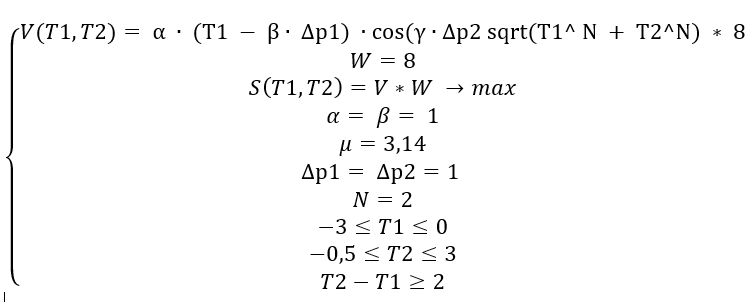 V(T1,T2) = α · (T1 − β · Δp1) · cos(γ · Δp2 sqrt(T1^ N + T2^N) * 8
W = 8
S(T1,T2) = V * W → max
α = β = 1
μ = 3,14
Δp1 = Δp2 = 1
N = 2
−3 ≤ T1 ≤ 0
−0,5 ≤ T2 ≤ 3
T2 − T1 ≥ 2